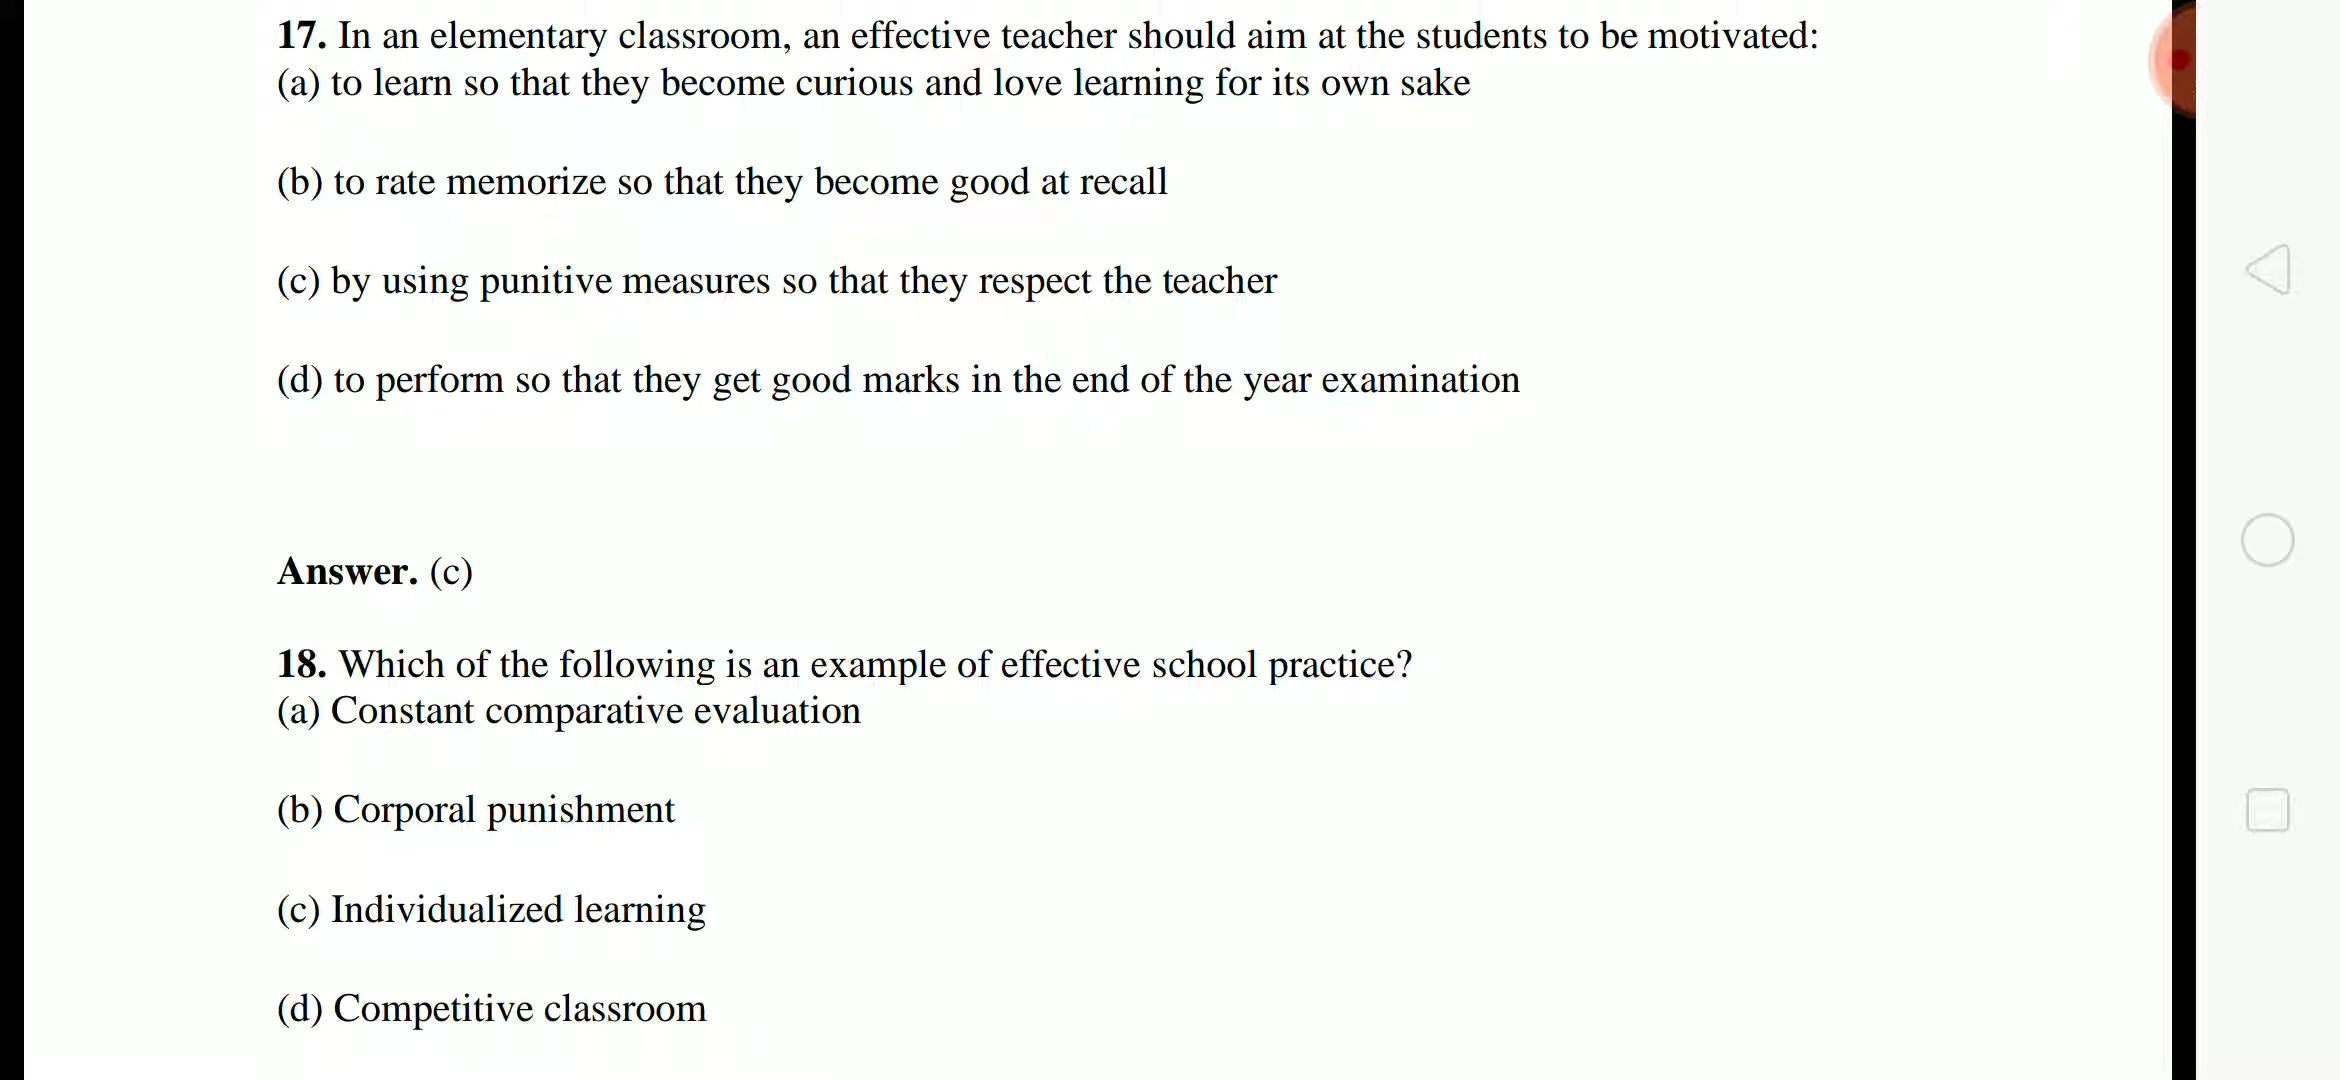 17. In an elementary classroom, an effective teacher should aim at the students to be motivated:
(a) to learn so that they become curious and love learning for its own sake
(b) to rate memorize so that they become good at recall
(c) by using punitive measures so that they respect the teacher
(d) to perform so that they get good marks in the end of the year examination
Answer. (c)
18. Which of the following is an example of effective school practice?
(a) Constant comparative evaluation
(b) Corporal punishment
(c) Individualized learning
(d) Competitive classroom